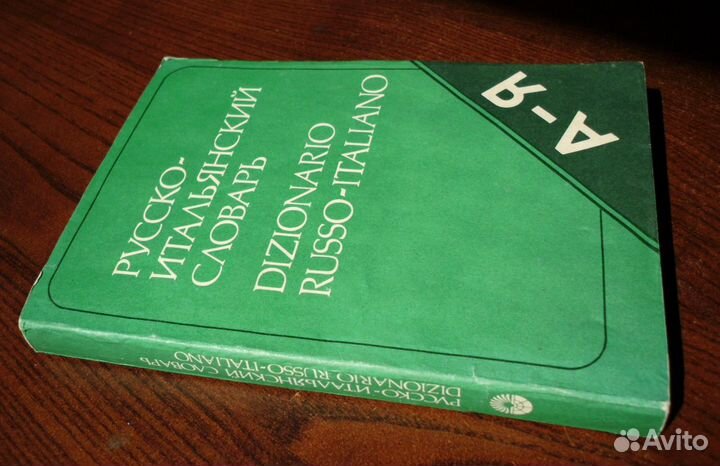 РУССКО-
ИТАЛЬЯНСКИЙ
СЛОВАРЬ
DIZIONARIO
RUSSO-ITALIANO
А-Я
РУССКО-ИТАЛЬЯНСКИЙ СЛОВАРЬ
DIZIONARIO RUSSO-ITALIANO
Avito